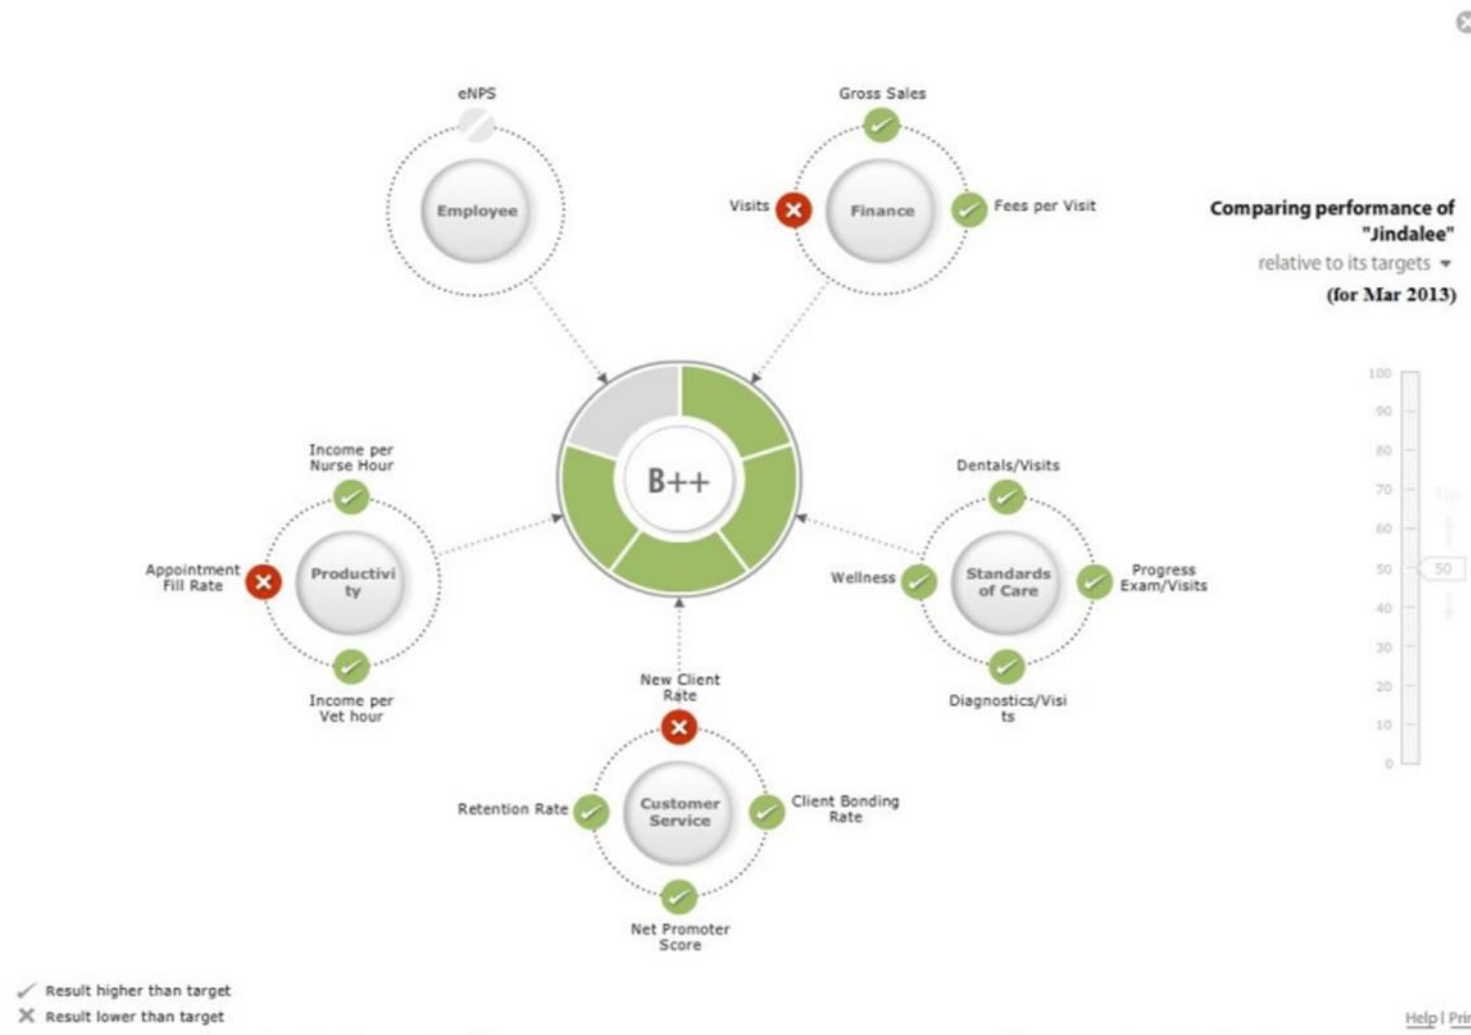 eNPS
Employee
Gross Sales
Visits
Finance
Fees per Visit
Comparing performance of
"Jindalee"
relative to its targets
(for Mar 2013)
B++
Income per
Nurse Hour
Appointment
Fill Rate
Productivi
ty
Income per
Vet hour
Dentals/Visits
Wellness
Standards
of Care
Progress
Exam/Visits
Diagnostics/Visi
ts
New Client
Rate
Retention Rate
Customer
Service
Client Bonding
Rate
Net Promoter
Score
100
90
80
70
60
50
50
40
30
20
10
0
Result higher than target
Result lower than target
Help |